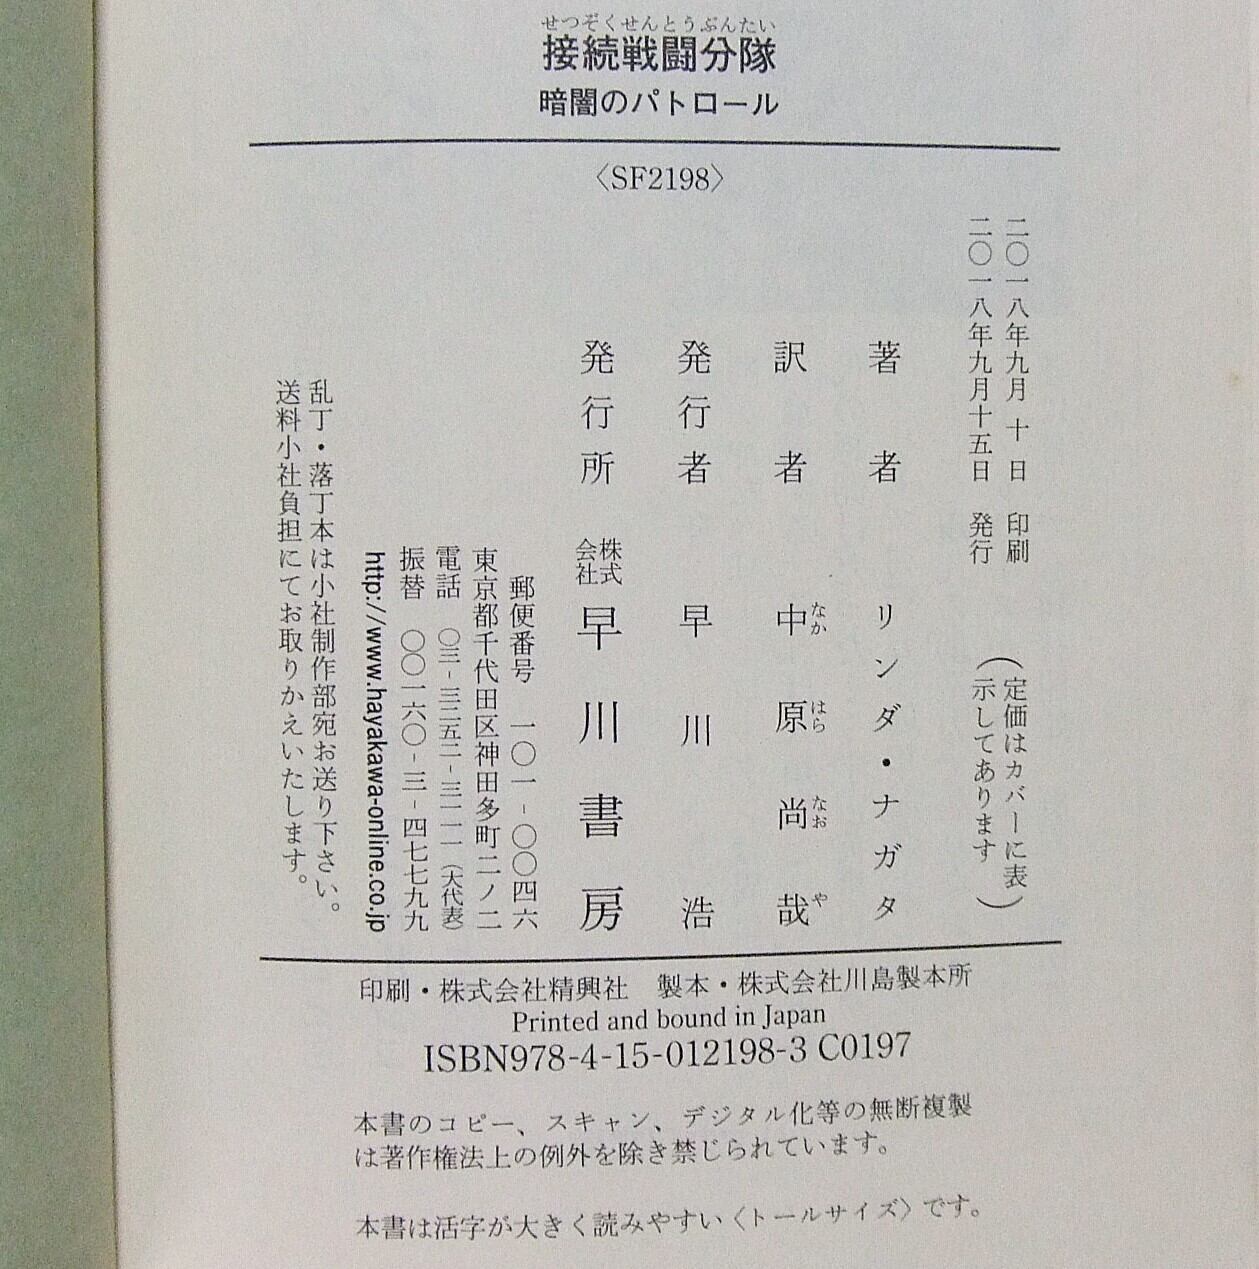 せつぞくせんとうぶんたい
接続戦闘分隊
暗闇のパトロール
〈SF2198〉
二〇一八年九月 十 日 印刷
二〇一八年九月十五日 発行
(定価はカバーに表
示してあります)
著者 リンダ・ナガタ
訳者 中原尚哉
なか はら なお や
発行者 早川 浩
発行所 株式会社 早川書房
郵便番号 一〇一-〇〇四六
東京都千代田区神田多町二ノ二
電話 〇三-三二五二-三一一一(大代表)
振替 〇〇一六〇-三-四七七九九
http://www.hayakawa-online.co.jp
乱丁・落丁本は小社制作部宛お送り下さい。
送料小社負担にてお取りかえいたします。
印刷・株式会社精興社 製本・株式会社川島製本所
Printed and bound in Japan
ISBN978-4-15-012198-3 C0197
本書のコピー、スキャン、デジタル化等の無断複製
は著作権法上の例外を除き禁じられています。
本書は活字が大きく読みやすい〈トールサイズ〉です。